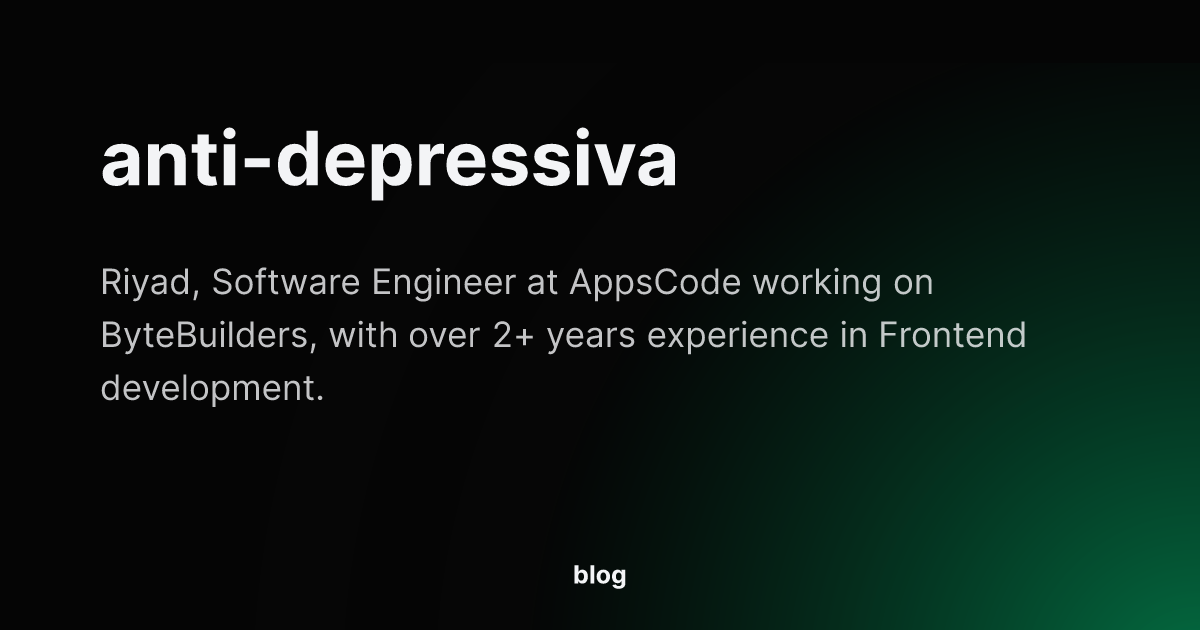 anti-depressiva
Riyad, Software Engineer at AppsCode working on
ByteBuilders, with over 2+ years experience in Frontend
development.
blog